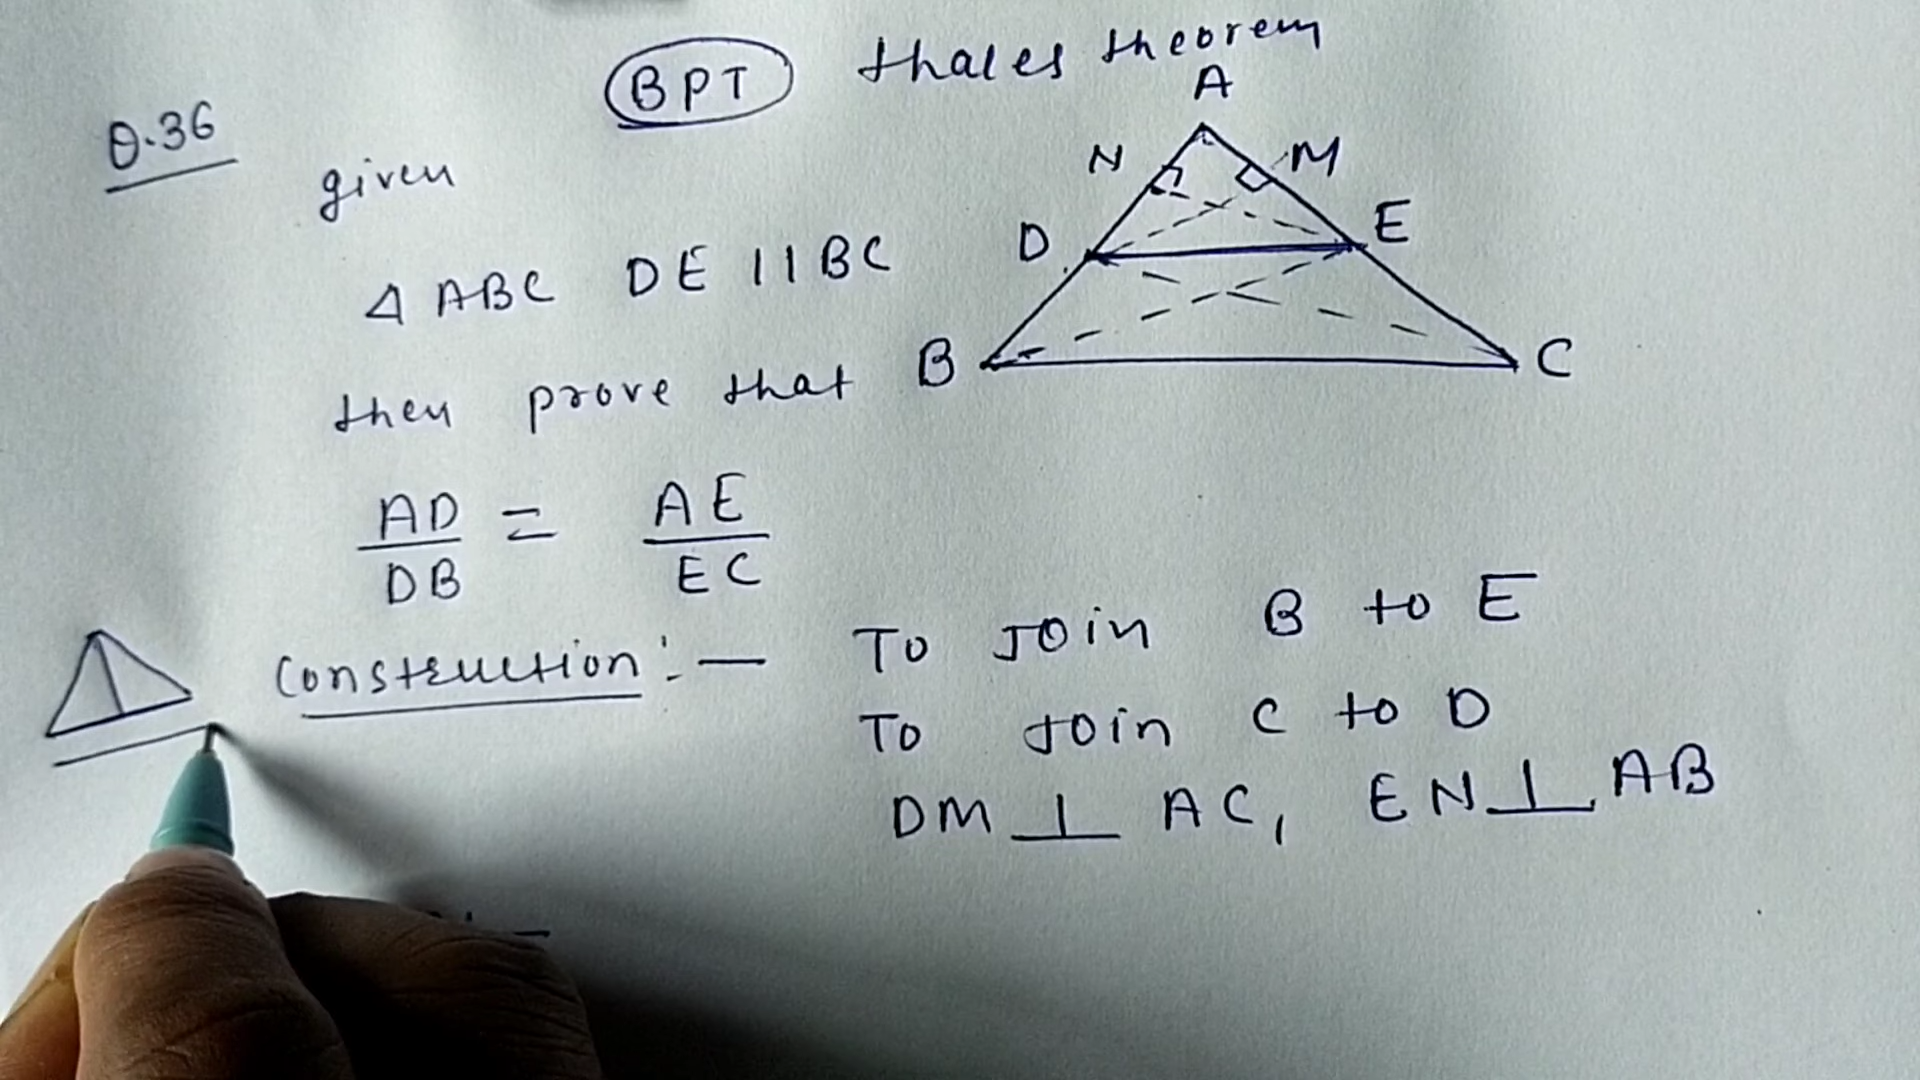 BPT thales theorem
Q.36
given
△ ABC DE || BC
then prove that
AD/DB = AE/EC
A
N
M
D
E
B
C
Construction :—
To Join B to E
To Join C to D
DM ⊥ AC, EN ⊥ AB